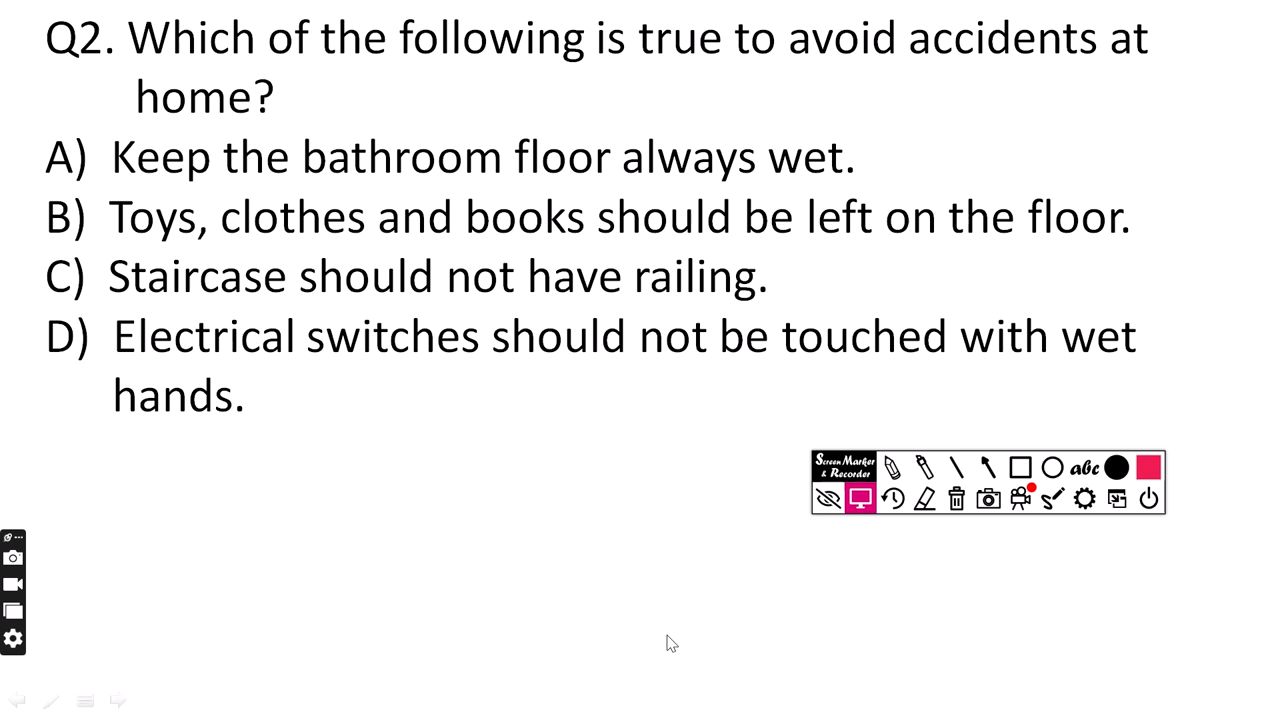 Q2. Which of the following is true to avoid accidents at
home?
A) Keep the bathroom floor always wet.
B) Toys, clothes and books should be left on the floor.
C) Staircase should not have railing.
D) Electrical switches should not be touched with wet
hands.
Screen Marker
& Recorder
abc